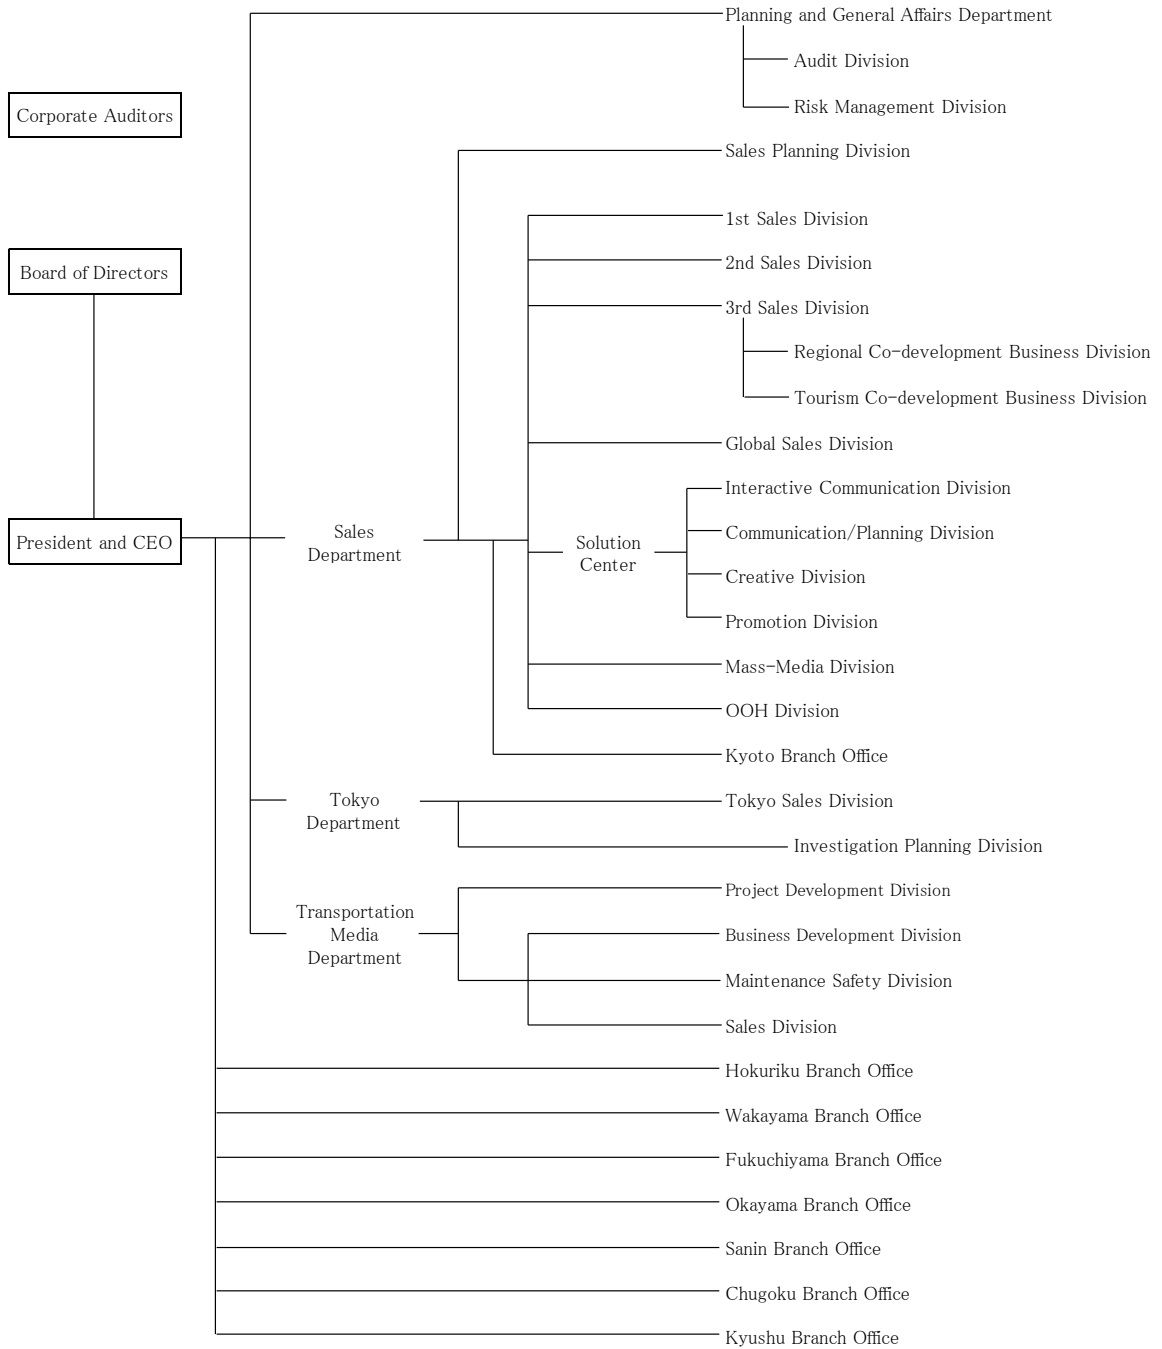 Planning and General Affairs Department
Audit Division
Risk Management Division
Corporate Auditors
Sales Planning Division
1st Sales Division
2nd Sales Division
Board of Directors
3rd Sales Division
Regional Co-development Business Division
Tourism Co-development Business Division
Global Sales Division
Interactive Communication Division
President and CEO
Sales
Department
Communication/Planning Division
Solution
Center
Creative Division
Promotion Division
Mass-Media Division
OOH Division
Kyoto Branch Office
Tokyo
Department
Tokyo Sales Division
Investigation Planning Division
Project Development Division
Transportation
Media
Department
Business Development Division
Maintenance Safety Division
Sales Division
Hokuriku Branch Office
Wakayama Branch Office
Fukuchiyama Branch Office
Okayama Branch Office
Sanin Branch Office
Chugoku Branch Office
Kyushu Branch Office